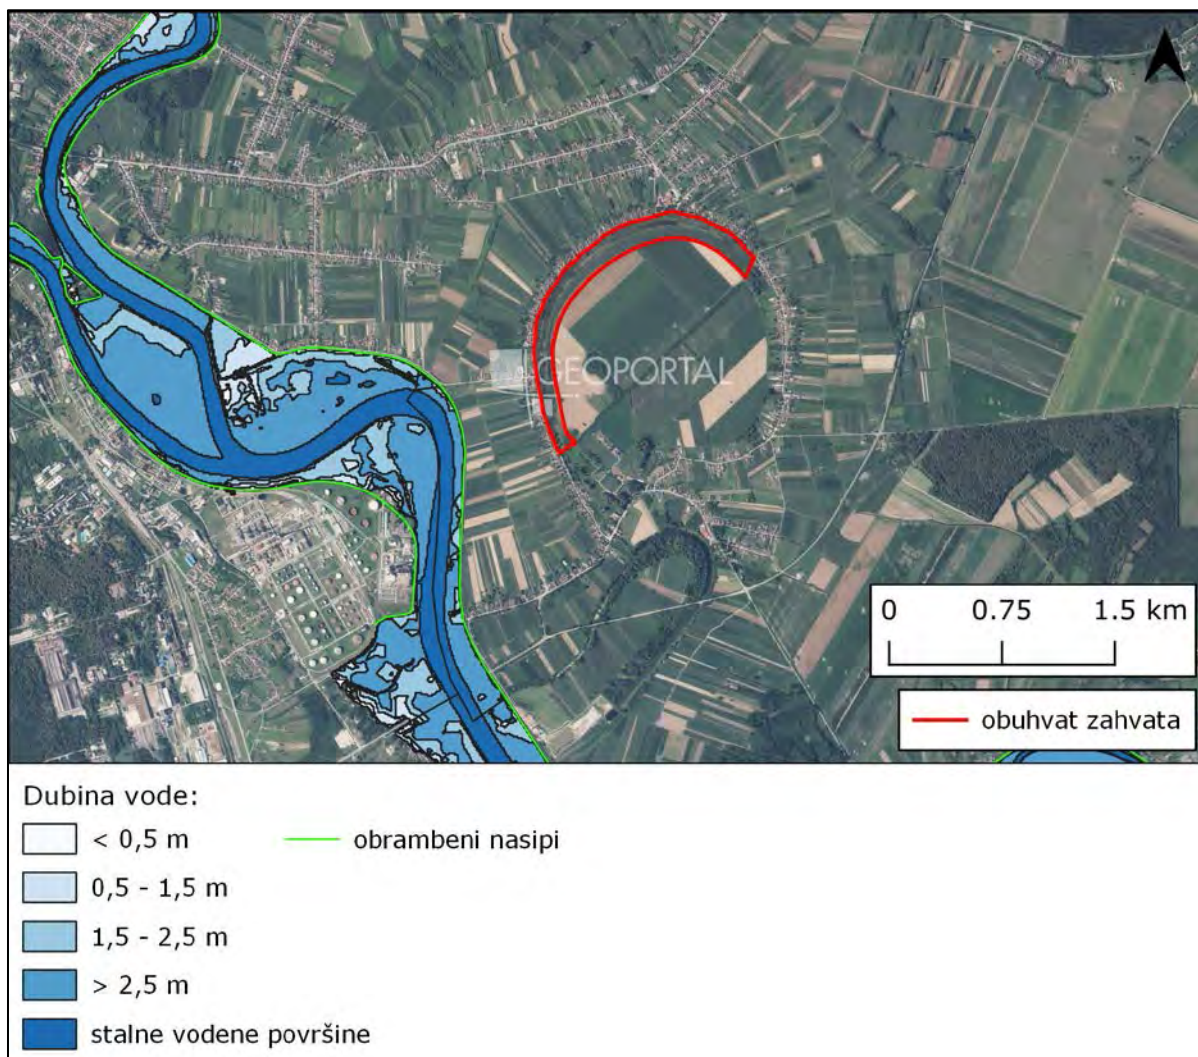 GEOPORTAL
0 0.75 1.5 km
obuhvat zahvata
Dubina vode:
< 0,5 m
obrambeni nasipi
0,5 - 1,5 m
1,5 - 2,5 m
> 2,5 m
stalne vodene površine